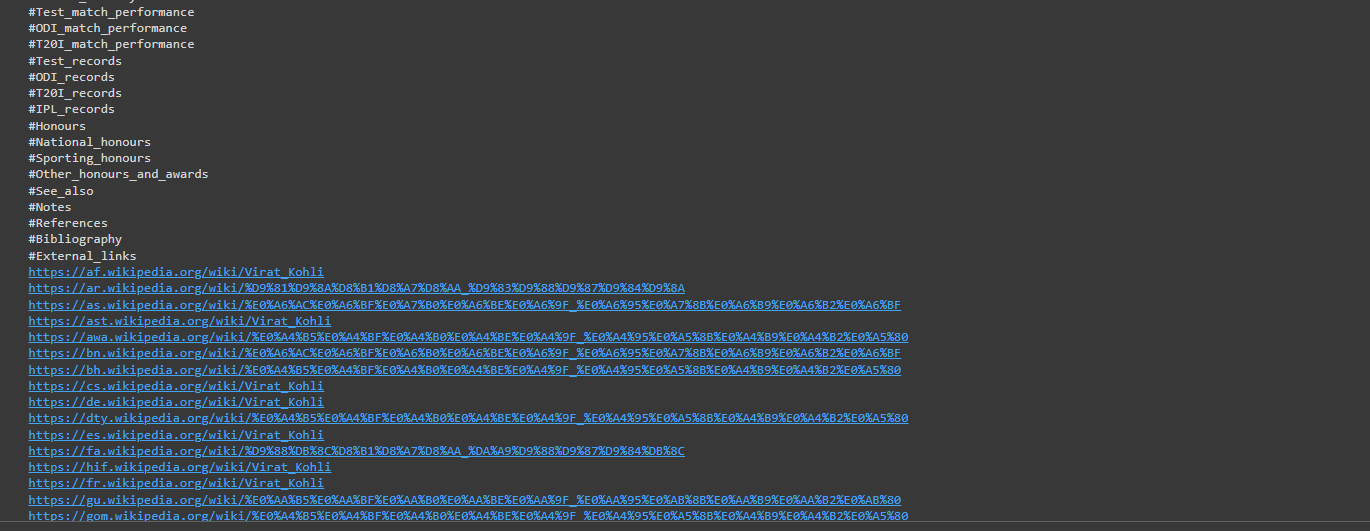 #Test_match_performance
#ODI_match_performance
#T20I_match_performance
#Test_records
#ODI_records
#T20I_records
#IPL_records
#Honours
#National_honours
#Sporting_honours
#Other_honours_and_awards
#See_also
#Notes
#References
#Bibliography
#External_links
https://af.wikipedia.org/wiki/Virat_Kohli
https://ar.wikipedia.org/wiki/%D9%81%D9%8A%D8%B1%D8%A7%D8%AA_%D9%83%D9%88%D9%87%D9%84%D9%8A
https://as.wikipedia.org/wiki/%E0%A6%AC%E0%A6%BF%E0%A7%B0%E0%A6%BE%E0%A6%9F_%E0%A6%95%E0%A7%8B%E0%A6%B9%E0%A6%B2%E0%A6%BF
https://ast.wikipedia.org/wiki/Virat_Kohli
https://awa.wikipedia.org/wiki/%E0%A4%B5%E0%A4%BF%E0%A4%B0%E0%A4%BE%E0%A4%9F_%E0%A4%95%E0%A5%8B%E0%A4%B9%E0%A4%B2%E0%A5%80
https://bn.wikipedia.org/wiki/%E0%A6%AC%E0%A6%BF%E0%A6%B0%E0%A6%BE%E0%A6%9F_%E0%A6%95%E0%A7%8B%E0%A6%B9%E0%A6%B2%E0%A6%BF
https://bh.wikipedia.org/wiki/%E0%A4%B5%E0%A4%BF%E0%A4%B0%E0%A4%BE%E0%A4%9F_%E0%A4%95%E0%A5%8B%E0%A4%B9%E0%A4%B2%E0%A5%80
https://cs.wikipedia.org/wiki/Virat_Kohli
https://de.wikipedia.org/wiki/Virat_Kohli
https://dty.wikipedia.org/wiki/%E0%A4%B5%E0%A4%BF%E0%A4%B0%E0%A4%BE%E0%A4%9F_%E0%A4%95%E0%A5%8B%E0%A4%B9%E0%A4%B2%E0%A5%80
https://es.wikipedia.org/wiki/Virat_Kohli
https://fa.wikipedia.org/wiki/%D9%88%DB%8C%D8%B1%D8%A7%D8%AA_%DA%A9%D9%88%D9%87%D9%84%DB%8C
https://hif.wikipedia.org/wiki/Virat_Kohli
https://fr.wikipedia.org/wiki/Virat_Kohli
https://gu.wikipedia.org/wiki/%E0%AA%B5%E0%AA%BF%E0%AA%B0%E0%AA%BE%E0%AA%9F_%E0%AA%95%E0%AB%8B%E0%AA%B9%E0%AA%B2%E0%AB%80
https://gom.wikipedia.org/wiki/%E0%A4%B5%E0%A4%BF%E0%A4%B0%E0%A4%BE%E0%A4%9F_%E0%A4%95%E0%A5%8B%E0%A4%B9%E0%A4%B2%E0%A5%80